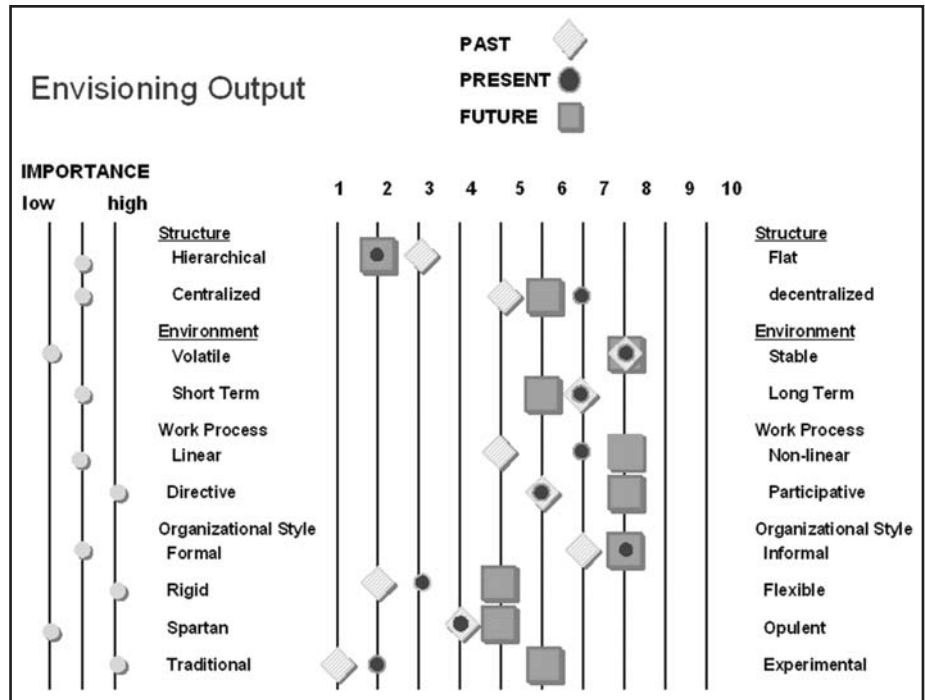 PAST
PRESENT
FUTURE
Envisioning Output
IMPORTANCE
low high
1 2 3 4 5 6 7 8 9 10
Structure Structure
Hierarchical Flat
Centralized decentralized
Environment Environment
Volatile Stable
Short Term Long Term
Work Process Work Process
Linear Non-linear
Directive Participative
Organizational Style Organizational Style
Formal Informal
Rigid Flexible
Spartan Opulent
Traditional Experimental